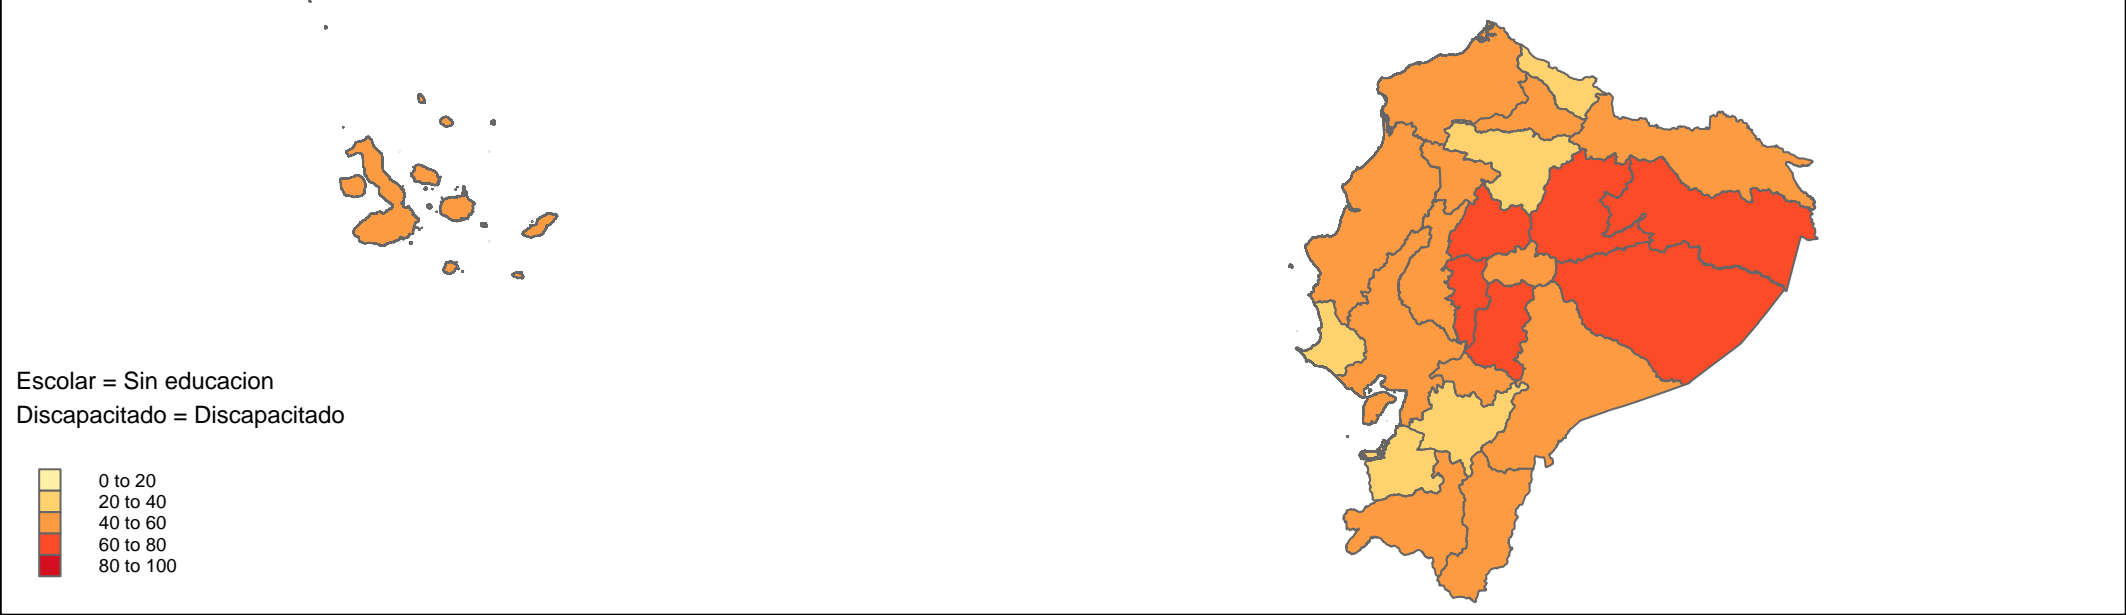 Escolar = Sin educacion
Discapacitado = Discapacitado
0 to 20
20 to 40
40 to 60
60 to 80
80 to 100